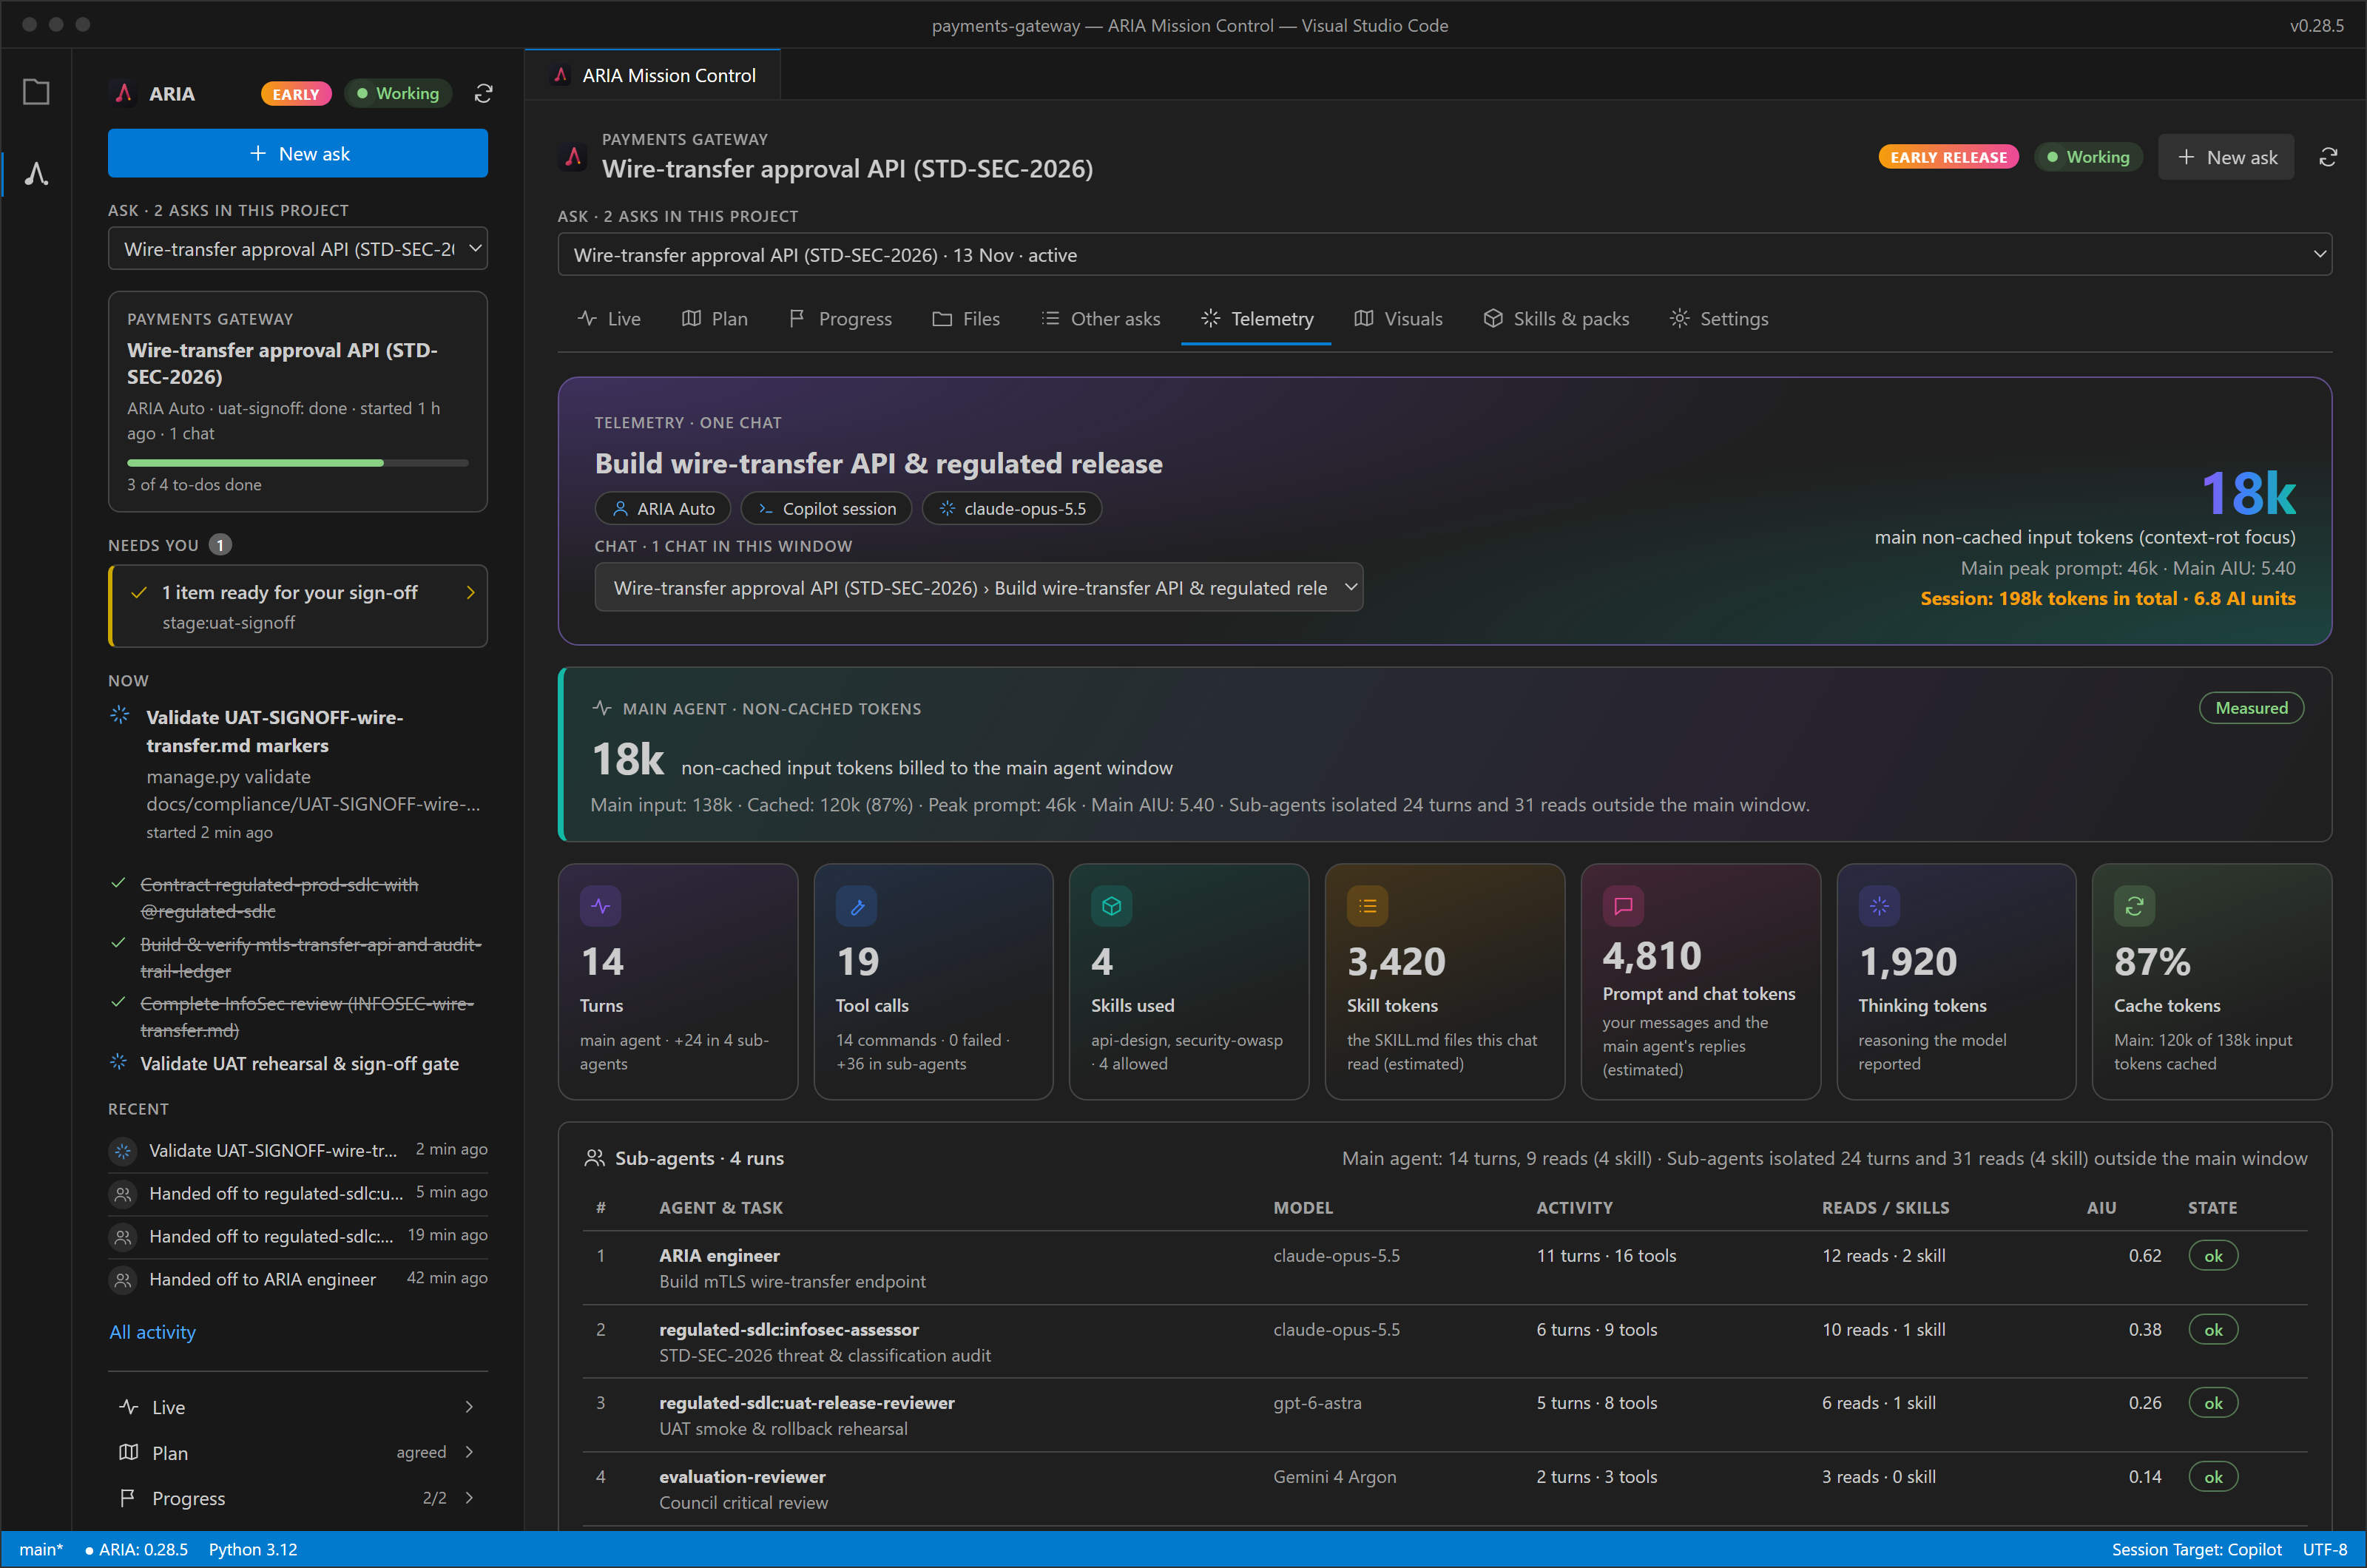 payments-gateway — ARIA Mission Control — Visual Studio Code
v0.28.5
ARIA
EARLY
Working
New ask
ASK · 2 ASKS IN THIS PROJECT
Wire-transfer approval API (STD-SEC-2(
PAYMENTS GATEWAY
Wire-transfer approval API (STD-
SEC-2026)
ARIA Auto · uat-signoff: done · started 1 h
ago · 1 chat
3 of 4 to-dos done
NEEDS YOU 1
1 item ready for your sign-off
stage:uat-signoff
NOW
Validate UAT-SIGNOFF-wire-
transfer.md markers
manage.py validate
docs/compliance/UAT-SIGNOFF-wire-...
started 2 min ago
Contract regulated-prod-sdlc with
@regulated-sdlc
Build & verify mtls-transfer-api and audit-
trail-ledger
Complete InfoSec review (INFOSEC-wire-
transfer.md)
Validate UAT rehearsal & sign-off gate
RECENT
Validate UAT-SIGNOFF-wire-tr... 2 min ago
Handed off to regulated-sdlc:u... 5 min ago
Handed off to regulated-sdlc:... 19 min ago
Handed off to ARIA engineer 42 min ago
All activity
Live
Plan agreed
Progress 2/2
ARIA Mission Control
PAYMENTS GATEWAY
Wire-transfer approval API (STD-SEC-2026)
EARLY RELEASE
Working
New ask
ASK · 2 ASKS IN THIS PROJECT
Wire-transfer approval API (STD-SEC-2026) · 13 Nov · active
Live Plan Progress Files Other asks Telemetry Visuals Skills & packs Settings
TELEMETRY · ONE CHAT
Build wire-transfer API & regulated release
ARIA Auto Copilot session claude-opus-5.5
CHAT · 1 CHAT IN THIS WINDOW
Wire-transfer approval API (STD-SEC-2026) › Build wire-transfer API & regulated rele
18k
main non-cached input tokens (context-rot focus)
Main peak prompt: 46k · Main AIU: 5.40
Session: 198k tokens in total · 6.8 AI units
MAIN AGENT · NON-CACHED TOKENS
Measured
18k non-cached input tokens billed to the main agent window
Main input: 138k · Cached: 120k (87%) · Peak prompt: 46k · Main AIU: 5.40 · Sub-agents isolated 24 turns and 31 reads outside the main window.
14
Turns
main agent · +24 in 4 sub-
agents
19
Tool calls
14 commands · 0 failed ·
+36 in sub-agents
4
Skills used
api-design, security-owasp
· 4 allowed
3,420
Skill tokens
the SKILL.md files this chat
read (estimated)
4,810
Prompt and chat tokens
your messages and the
main agent's replies
(estimated)
1,920
Thinking tokens
reasoning the model
reported
87%
Cache tokens
Main: 120k of 138k input
tokens cached
Sub-agents · 4 runs
Main agent: 14 turns, 9 reads (4 skill) · Sub-agents isolated 24 turns and 31 reads (4 skill) outside the main window
# AGENT & TASK MODEL ACTIVITY READS / SKILLS AIU STATE
1 ARIA engineer claude-opus-5.5 11 turns · 16 tools 12 reads · 2 skill 0.62 ok
Build mTLS wire-transfer endpoint
2 regulated-sdlc:infosec-assessor claude-opus-5.5 6 turns · 9 tools 10 reads · 1 skill 0.38 ok
STD-SEC-2026 threat & classification audit
3 regulated-sdlc:uat-release-reviewer gpt-6-astra 5 turns · 8 tools 6 reads · 1 skill 0.26 ok
UAT smoke & rollback rehearsal
4 evaluation-reviewer Gemini 4 Argon 2 turns · 3 tools 3 reads · 0 skill 0.14 ok
Council critical review
main* ARIA: 0.28.5 Python 3.12
Session Target: Copilot UTF-8